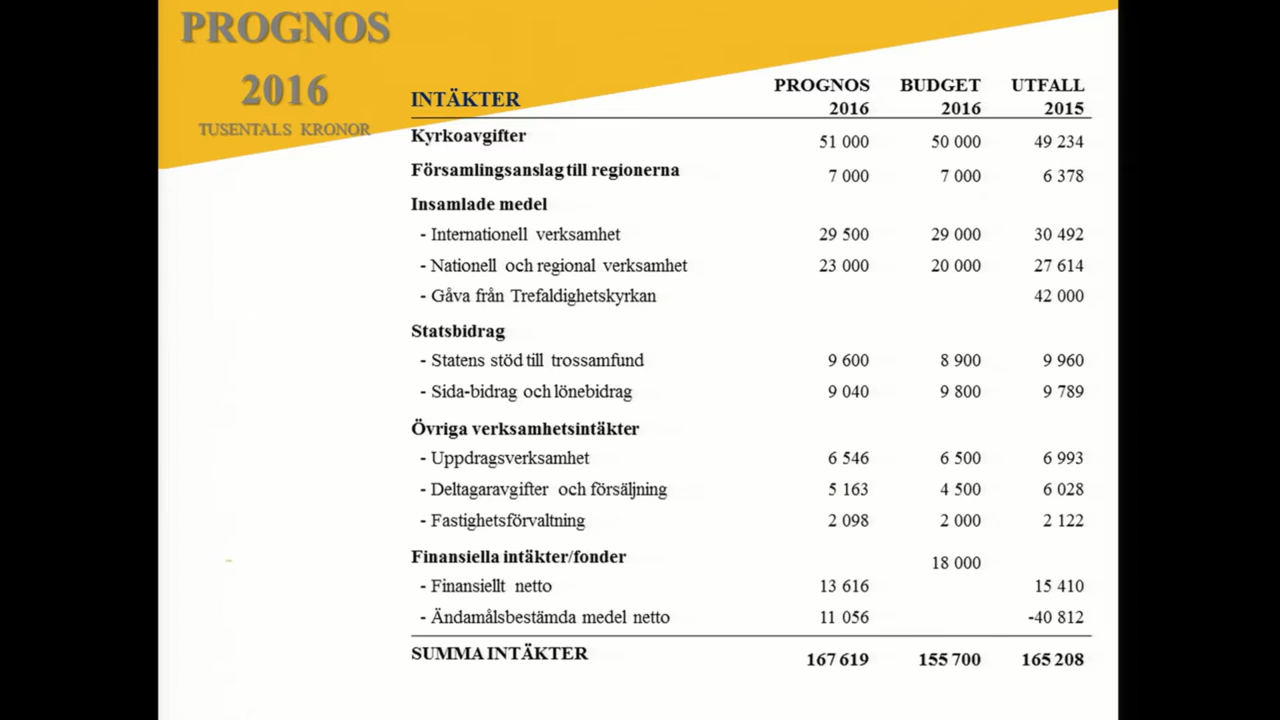 PROGNOS
2016
TUSENTALS KRONOR
INTÄKTER PROGNOS 2016 BUDGET 2016 UTFALL 2015
Kyrkoavgifter 51 000 50 000 49 234
Församlingsanslag till regionerna 7 000 7 000 6 378
Insamlade medel
- Internationell verksamhet 29 500 29 000 30 492
- Nationell och regional verksamhet 23 000 20 000 27 614
- Gåva från Trefaldighetskyrkan 42 000
Statsbidrag
- Statens stöd till trossamfund 9 600 8 900 9 960
- Sida-bidrag och lönebidrag 9 040 9 800 9 789
Övriga verksamhetsintäkter
- Uppdragsverksamhet 6 546 6 500 6 993
- Deltagaravgifter och försäljning 5 163 4 500 6 028
- Fastighetsförvaltning 2 098 2 000 2 122
Finansiella intäkter/fonder 18 000
- Finansiellt netto 13 616 15 410
- Ändamålsbestämda medel netto 11 056 -40 812
SUMMA INTÄKTER 167 619 155 700 165 208